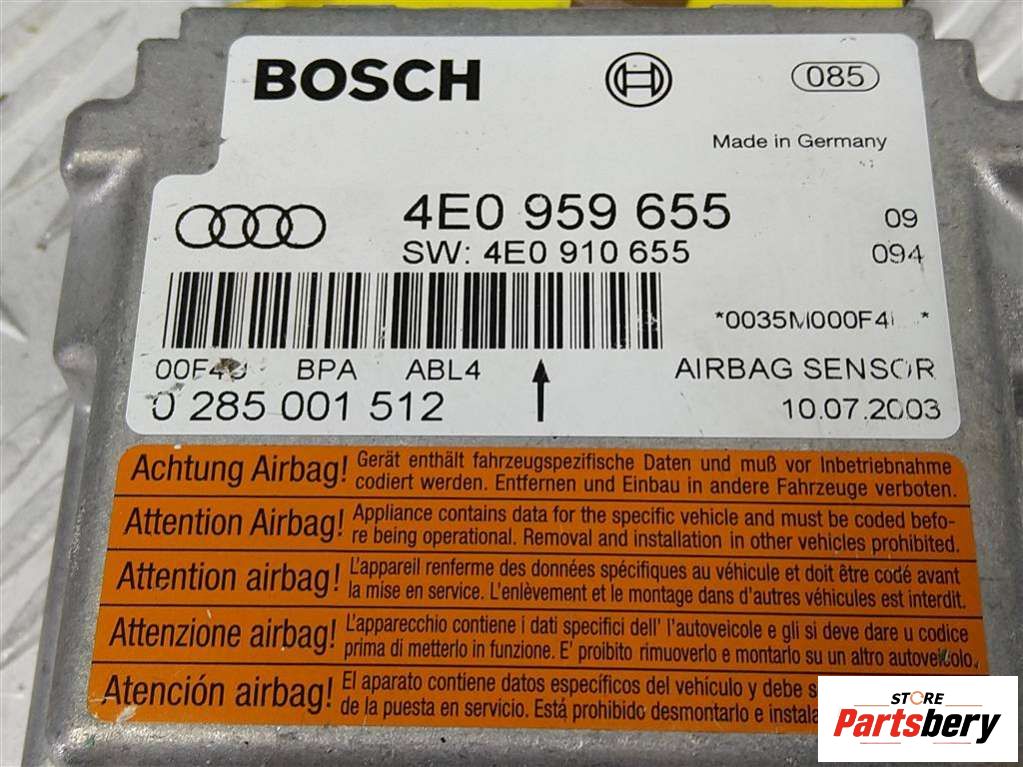 BOSCH
085
Made in Germany
4E0 959 655
09
SW: 4E0 910 655
094
*0035M000F4 *
00F49 BPA ABL4
AIRBAG SENSOR
0 285 001 512
10.07.2003
Achtung Airbag! Gerät enthält fahrzeugspezifische Daten und muß vor Inbetriebnahme
codiert werden. Entfernen und Einbau in andere Fahrzeuge verboten.
Attention Airbag! Appliance contains data for the specific vehicle and must be coded befo-
re being operational. Removal and installation in other vehicles prohibited.
Attention airbag! L'appareil renferme des données spécifiques au véhicule et doit être codé avant
la mise en service. L'enlèvement et le montage dans d'autres véhicules est interdit.
Attenzione airbag! L'apparecchio contiene i dati specifici dell' l'autoveicole e gli si deve dare u codice
prima di metterlo in funzione. E' proibito rimuoverlo e montarlo su un altro autoveicolo.
Atención airbag! El aparato contiene datos específicos del vehículo y debe
de la puesta en servicio. Está prohibido desmontarlo e
STORE
Partsbery